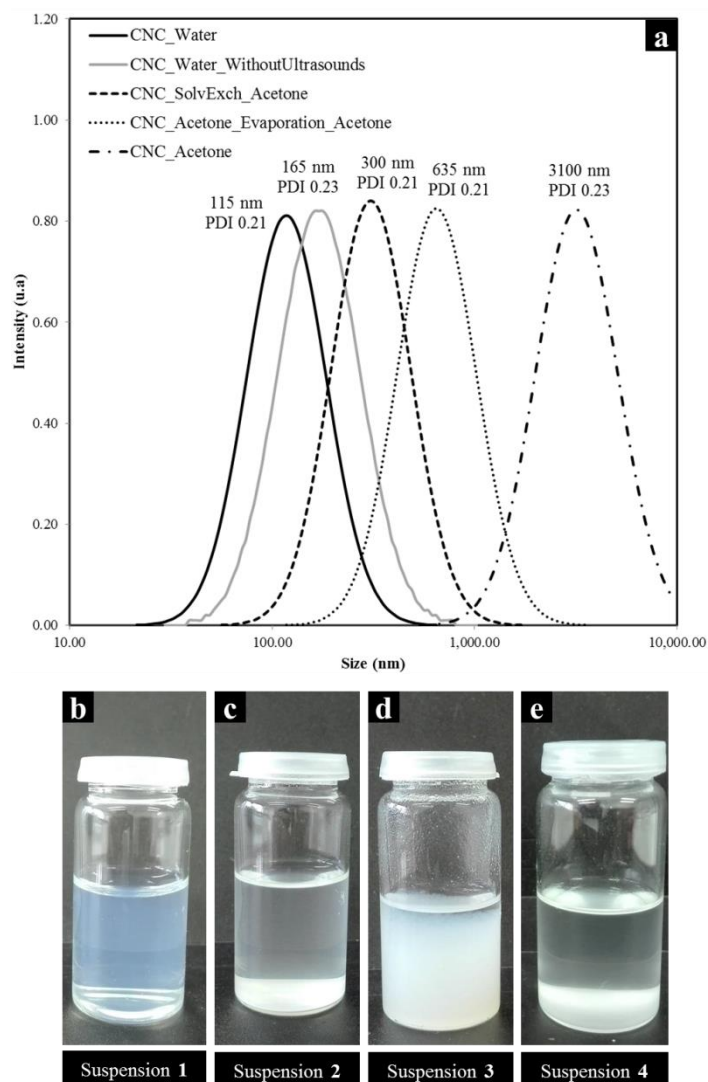 1.20
1.00
0.80
0.60
0.40
0.20
0.00
Intensity (u.a)
CNC_Water
CNC_Water_WithoutUltrasounds
CNC_SolvExch_Acetone
CNC_Acetone_Evaporation_Acetone
CNC_Acetone
a
115 nm
PDI 0.21
165 nm
PDI 0.23
300 nm
PDI 0.21
635 nm
PDI 0.21
3100 nm
PDI 0.23
10.00 100.00 1,000.00 10,000.00
Size (nm)
b c d e
Suspension 1 Suspension 2 Suspension 3 Suspension 4